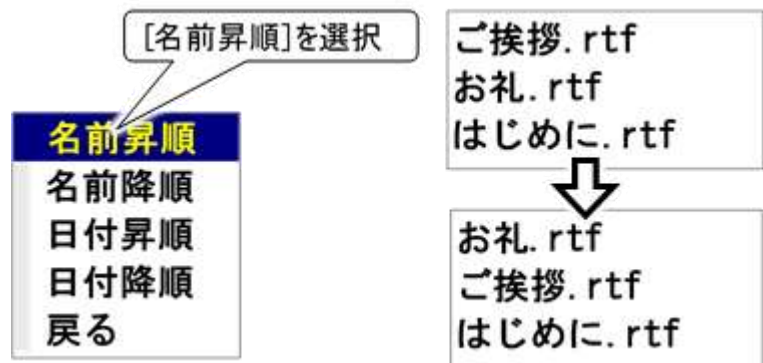 [名前昇順]を選択
名前昇順
名前降順
日付昇順
日付降順
戻る
ご挨拶.rtf
お礼.rtf
はじめに.rtf
お礼.rtf
ご挨拶.rtf
はじめに.rtf